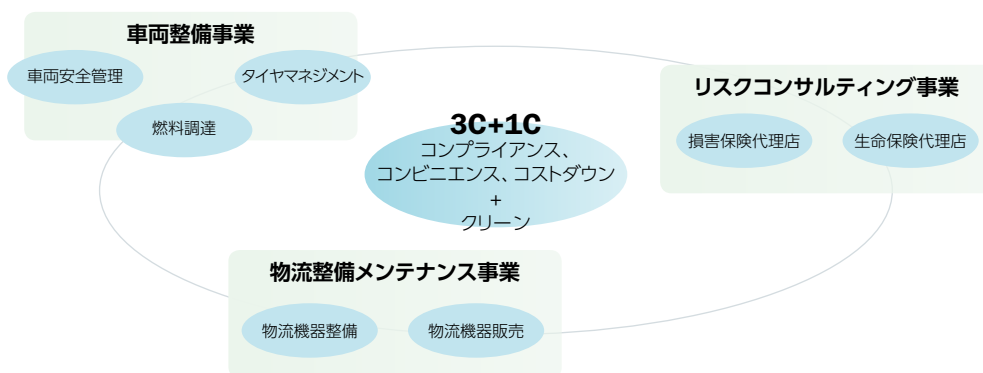 車両整備事業
車両安全管理
タイヤマネジメント
燃料調達
リスクコンサルティング事業
損害保険代理店
生命保険代理店
3C+1C
コンプライアンス、
コンビニエンス、コストダウン
+
クリーン
物流整備メンテナンス事業
物流機器整備
物流機器販売